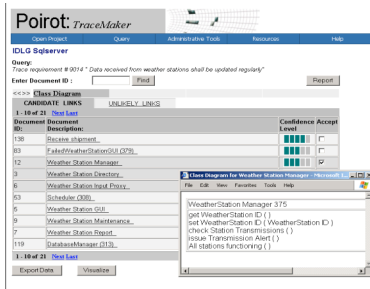 Poirot: TraceMaker
Open Project Query Administrative Tools Resources Help
IDLG Sqlserver
Query:
Trace requirement # 9014 " Data received from weather stations shall be updated regularly"
Enter Document ID : Find Report
<<>> Class Diagram
CANDIDATE LINKS UNLIKELY LINKS
1 - 10 of 21 Next Last
Document ID: Document Description: Confidence Level Accept
138 Receive shipment
83 FailedWeatherStationGUI (379)
12 Weather Station Manager
3 Weather Station Directory
6 Weather Station Input Proxy
53 Scheduler (308)
5 Weather Station GUI
9 Weather Station Maintenance
7 Weather Station Report
119 DatabaseManager (313)
1 - 10 of 21 Next Last
Export Data Visualize
Class Diagram for Weather Station Manager - Microsoft
File Edit View Favorites Tools Help
WeatherStation Manager 375
get WeatherStation ID ( )
set WeatherStation ID ( WeatherStation ID )
check Station Transmissions ( )
issue Transmission Alert ( )
All stations functioning ( )